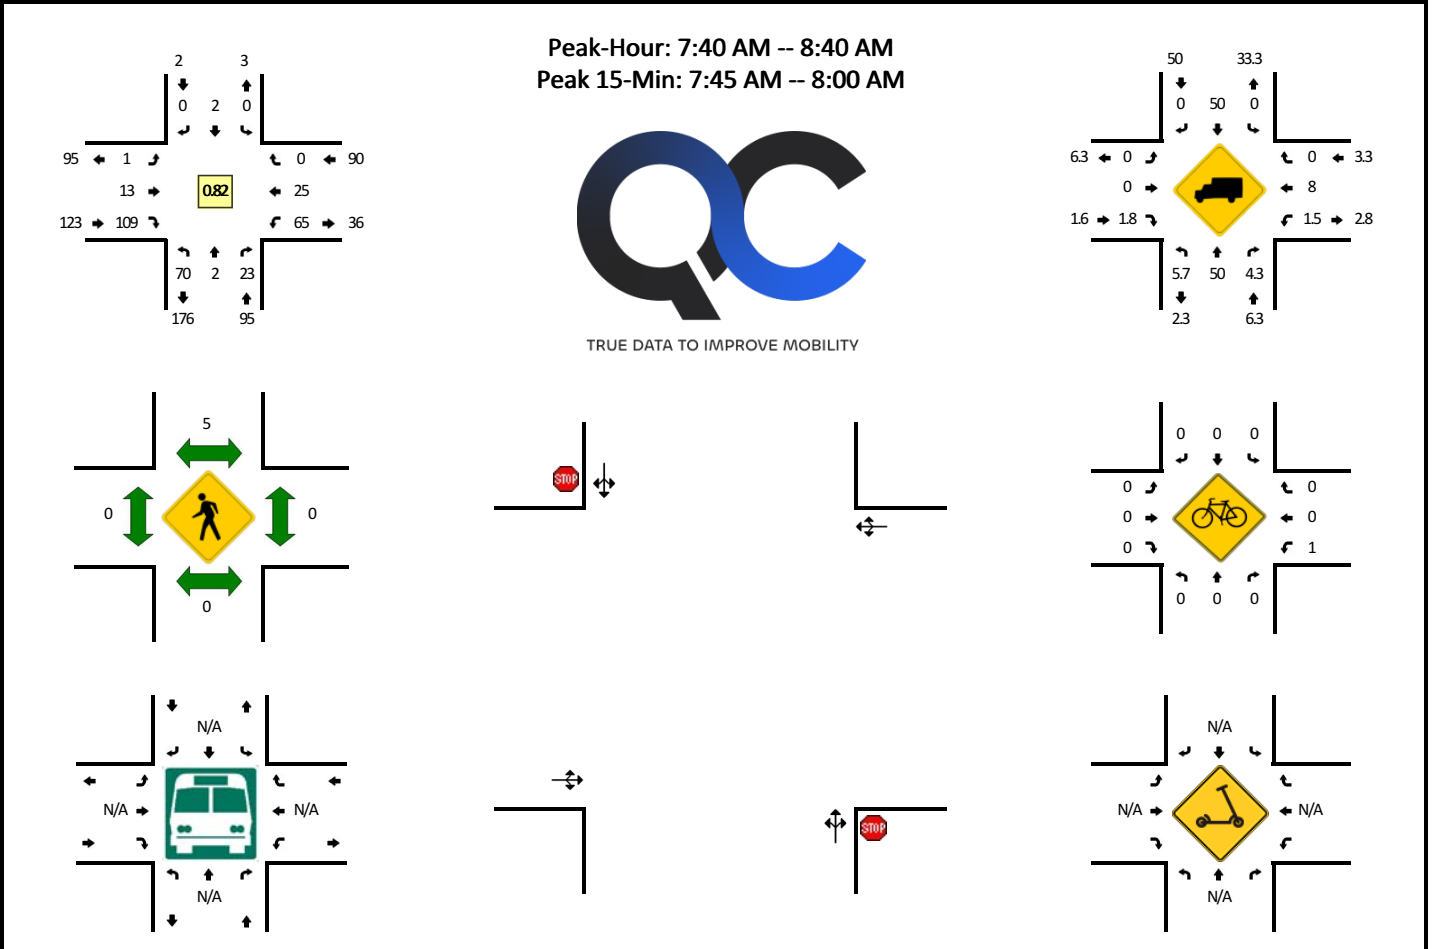 Peak-Hour: 7:40 AM -- 8:40 AM
Peak 15-Min: 7:45 AM -- 8:00 AM
2 3
0 2 0
95 1 0 90
13 0.82 25
123 109 65 36
70 2 23
176 95
TRUE DATA TO IMPROVE MOBILITY
50 33.3
0 50 0
6.3 0 0 3.3
0 8
1.6 1.8 1.5 2.8
5.7 50 4.3
2.3 6.3
5
0 0
0
STOP
STOP
0 0 0
0 0
0 0
0 1
0 0 0
N/A
N/A N/A
N/A
N/A
N/A N/A
N/A